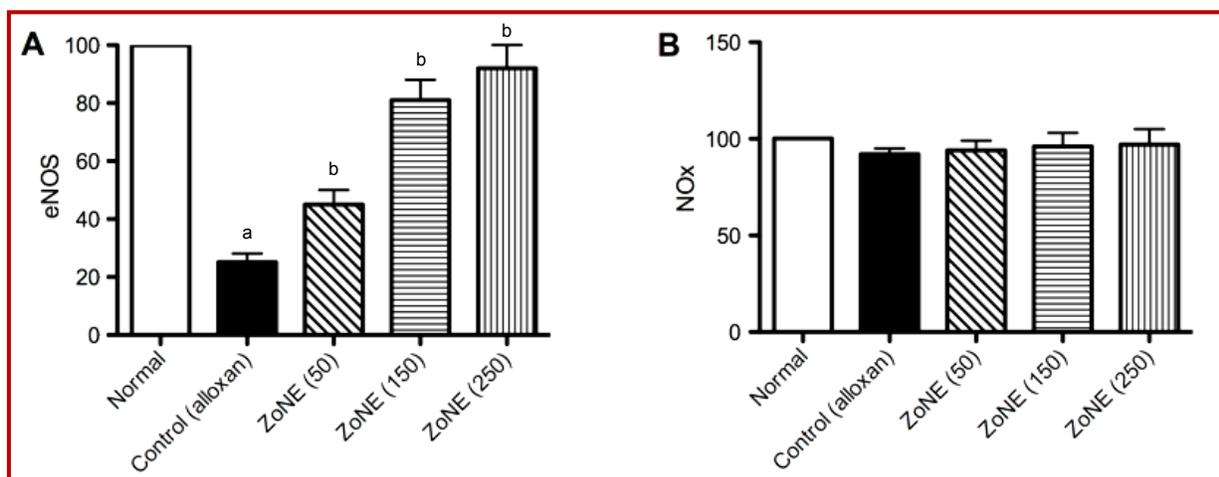 A
eNOS
100
80
60
40
20
0
a
b
b
b
Normal
Control (alloxan)
ZoNE (50)
ZoNE (150)
ZoNE (250)
B
NOx
150
100
50
0
Normal
Control (alloxan)
ZoNE (50)
ZoNE (150)
ZoNE (250)